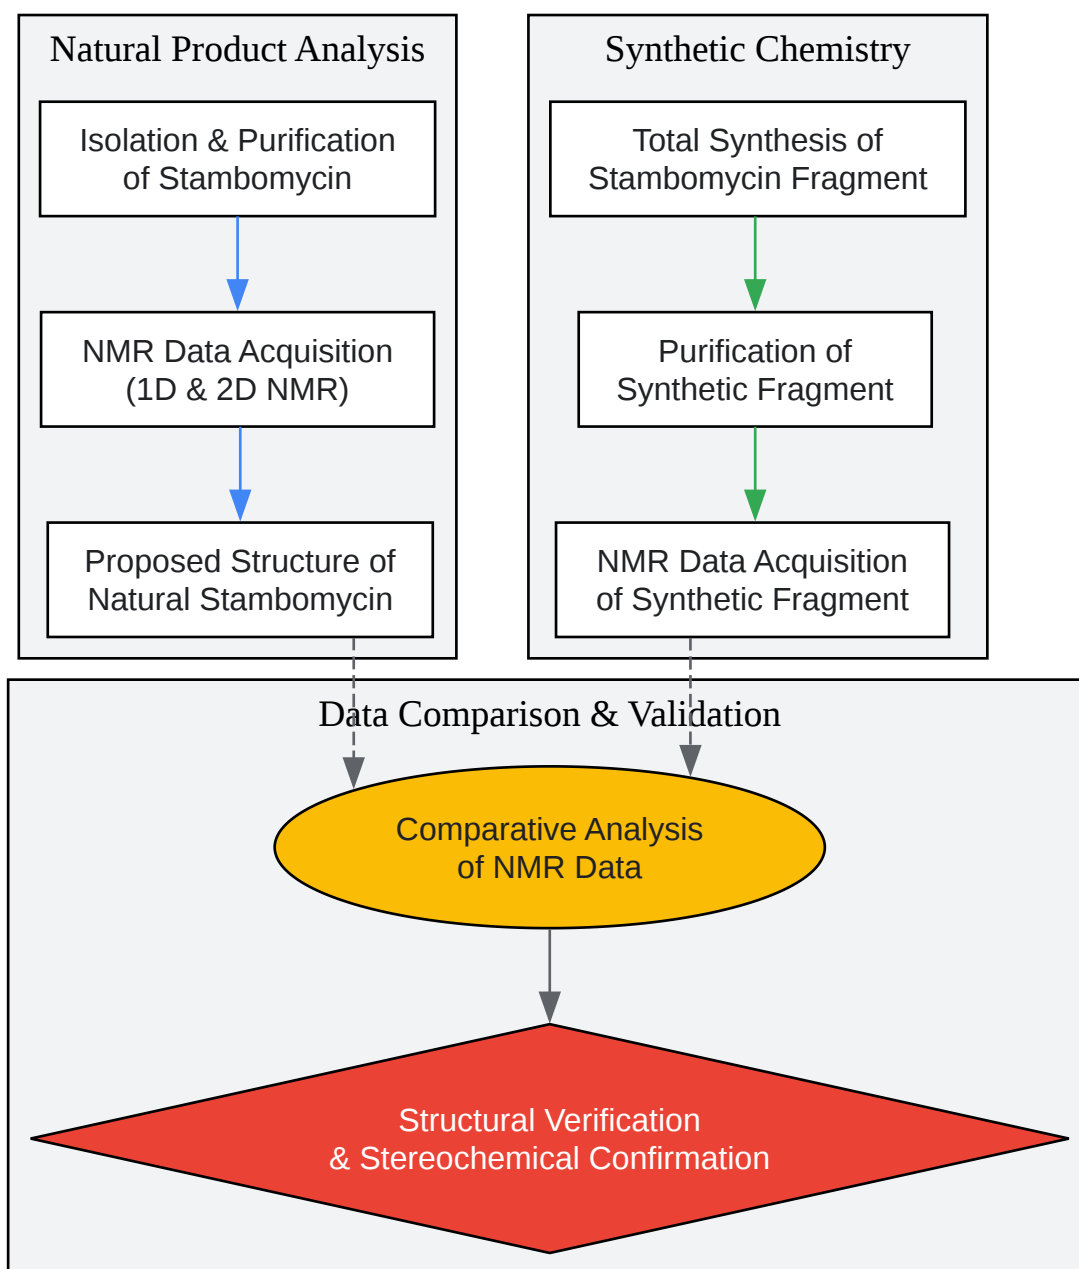 Natural Product Analysis
Isolation & Purification
of Stambomycin
NMR Data Acquisition
(1D & 2D NMR)
Proposed Structure of
Natural Stambomycin
Synthetic Chemistry
Total Synthesis of
Stambomycin Fragment
Purification of
Synthetic Fragment
NMR Data Acquisition
of Synthetic Fragment
Data Comparison & Validation
Comparative Analysis
of NMR Data
Structural Verification
& Stereochemical Confirmation